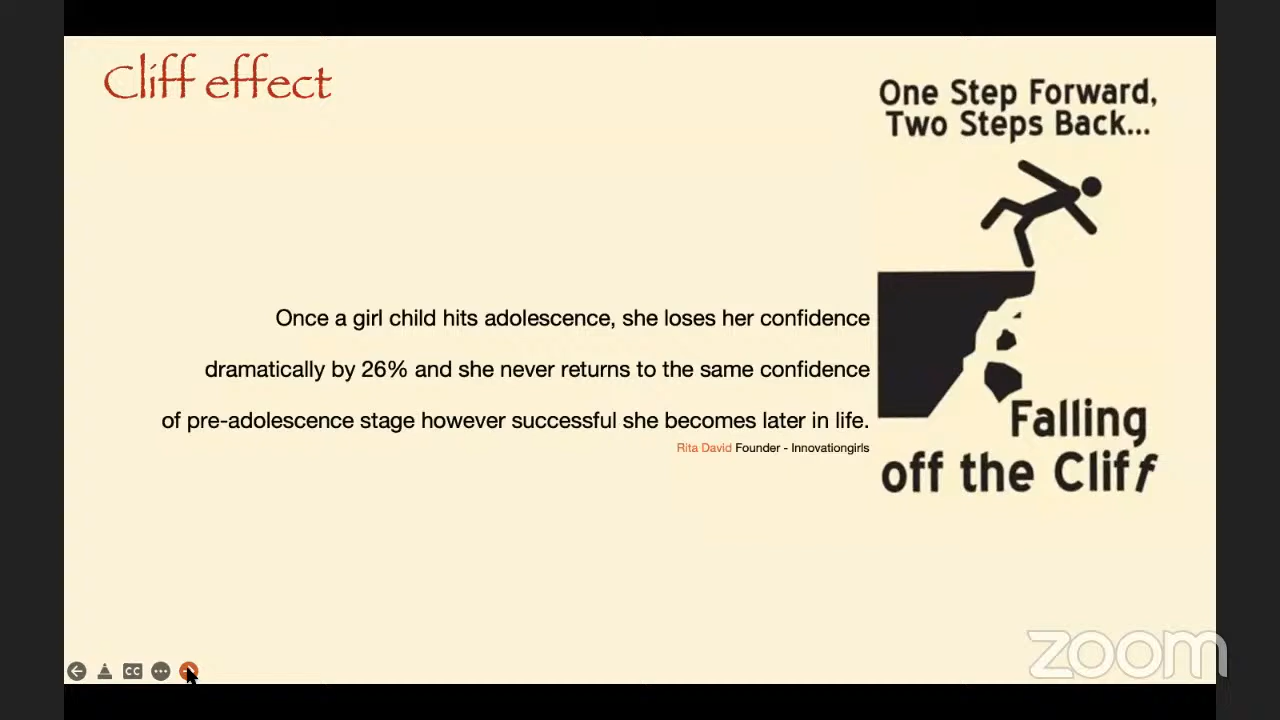 Cliff effect
One Step Forward,
Two Steps Back...
Once a girl child hits adolescence, she loses her confidence
dramatically by 26% and she never returns to the same confidence
of pre-adolescence stage however successful she becomes later in life.
Rita David Founder - Innovationgirls
Falling
off the Cliff
CC
zoom